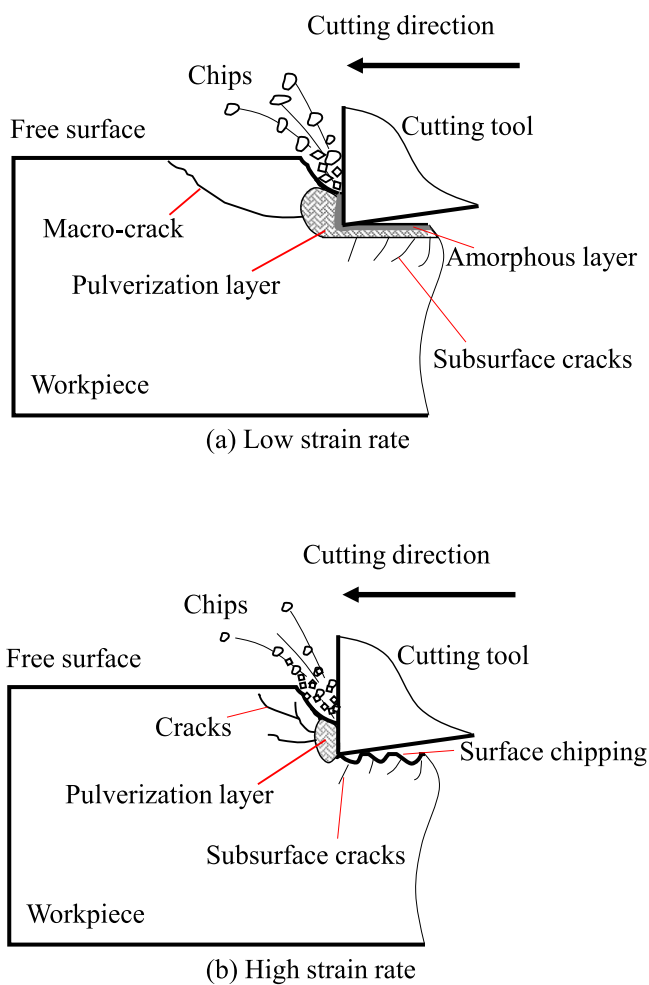 Cutting direction
Chips
Free surface
Cutting tool
Macro-crack
Amorphous layer
Pulverization layer
Subsurface cracks
Workpiece
(a) Low strain rate
Cutting direction
Chips
Free surface
Cutting tool
Cracks
Surface chipping
Pulverization layer
Subsurface cracks
Workpiece
(b) High strain rate